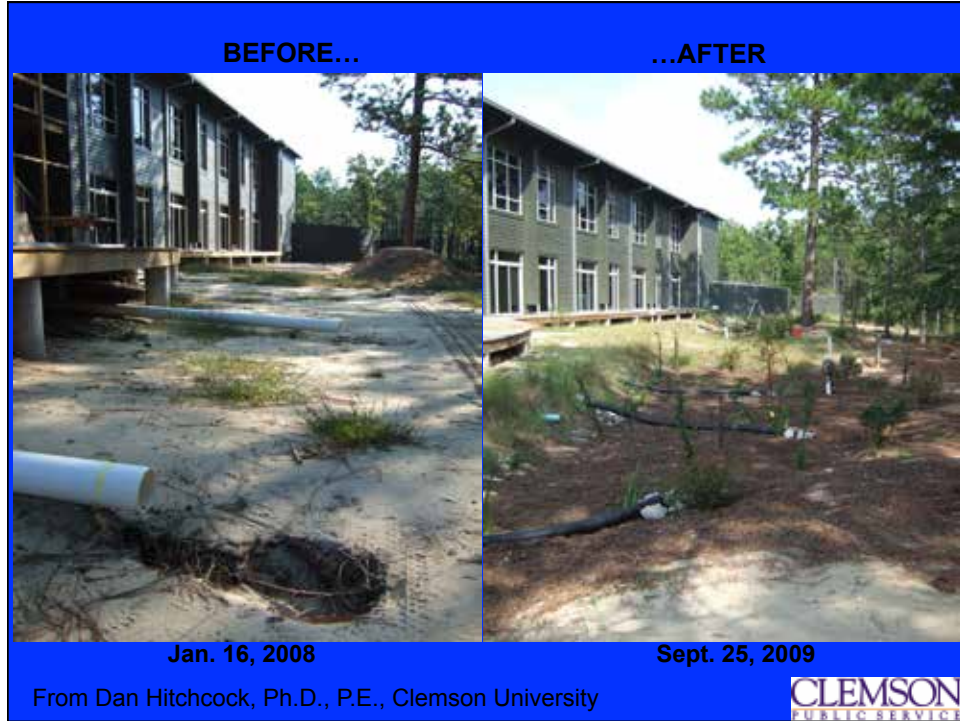 BEFORE…
…AFTER
Jan. 16, 2008
Sept. 25, 2009
From Dan Hitchcock, Ph.D., P.E., Clemson University
CLEMSON
PUBLIC SERVICE